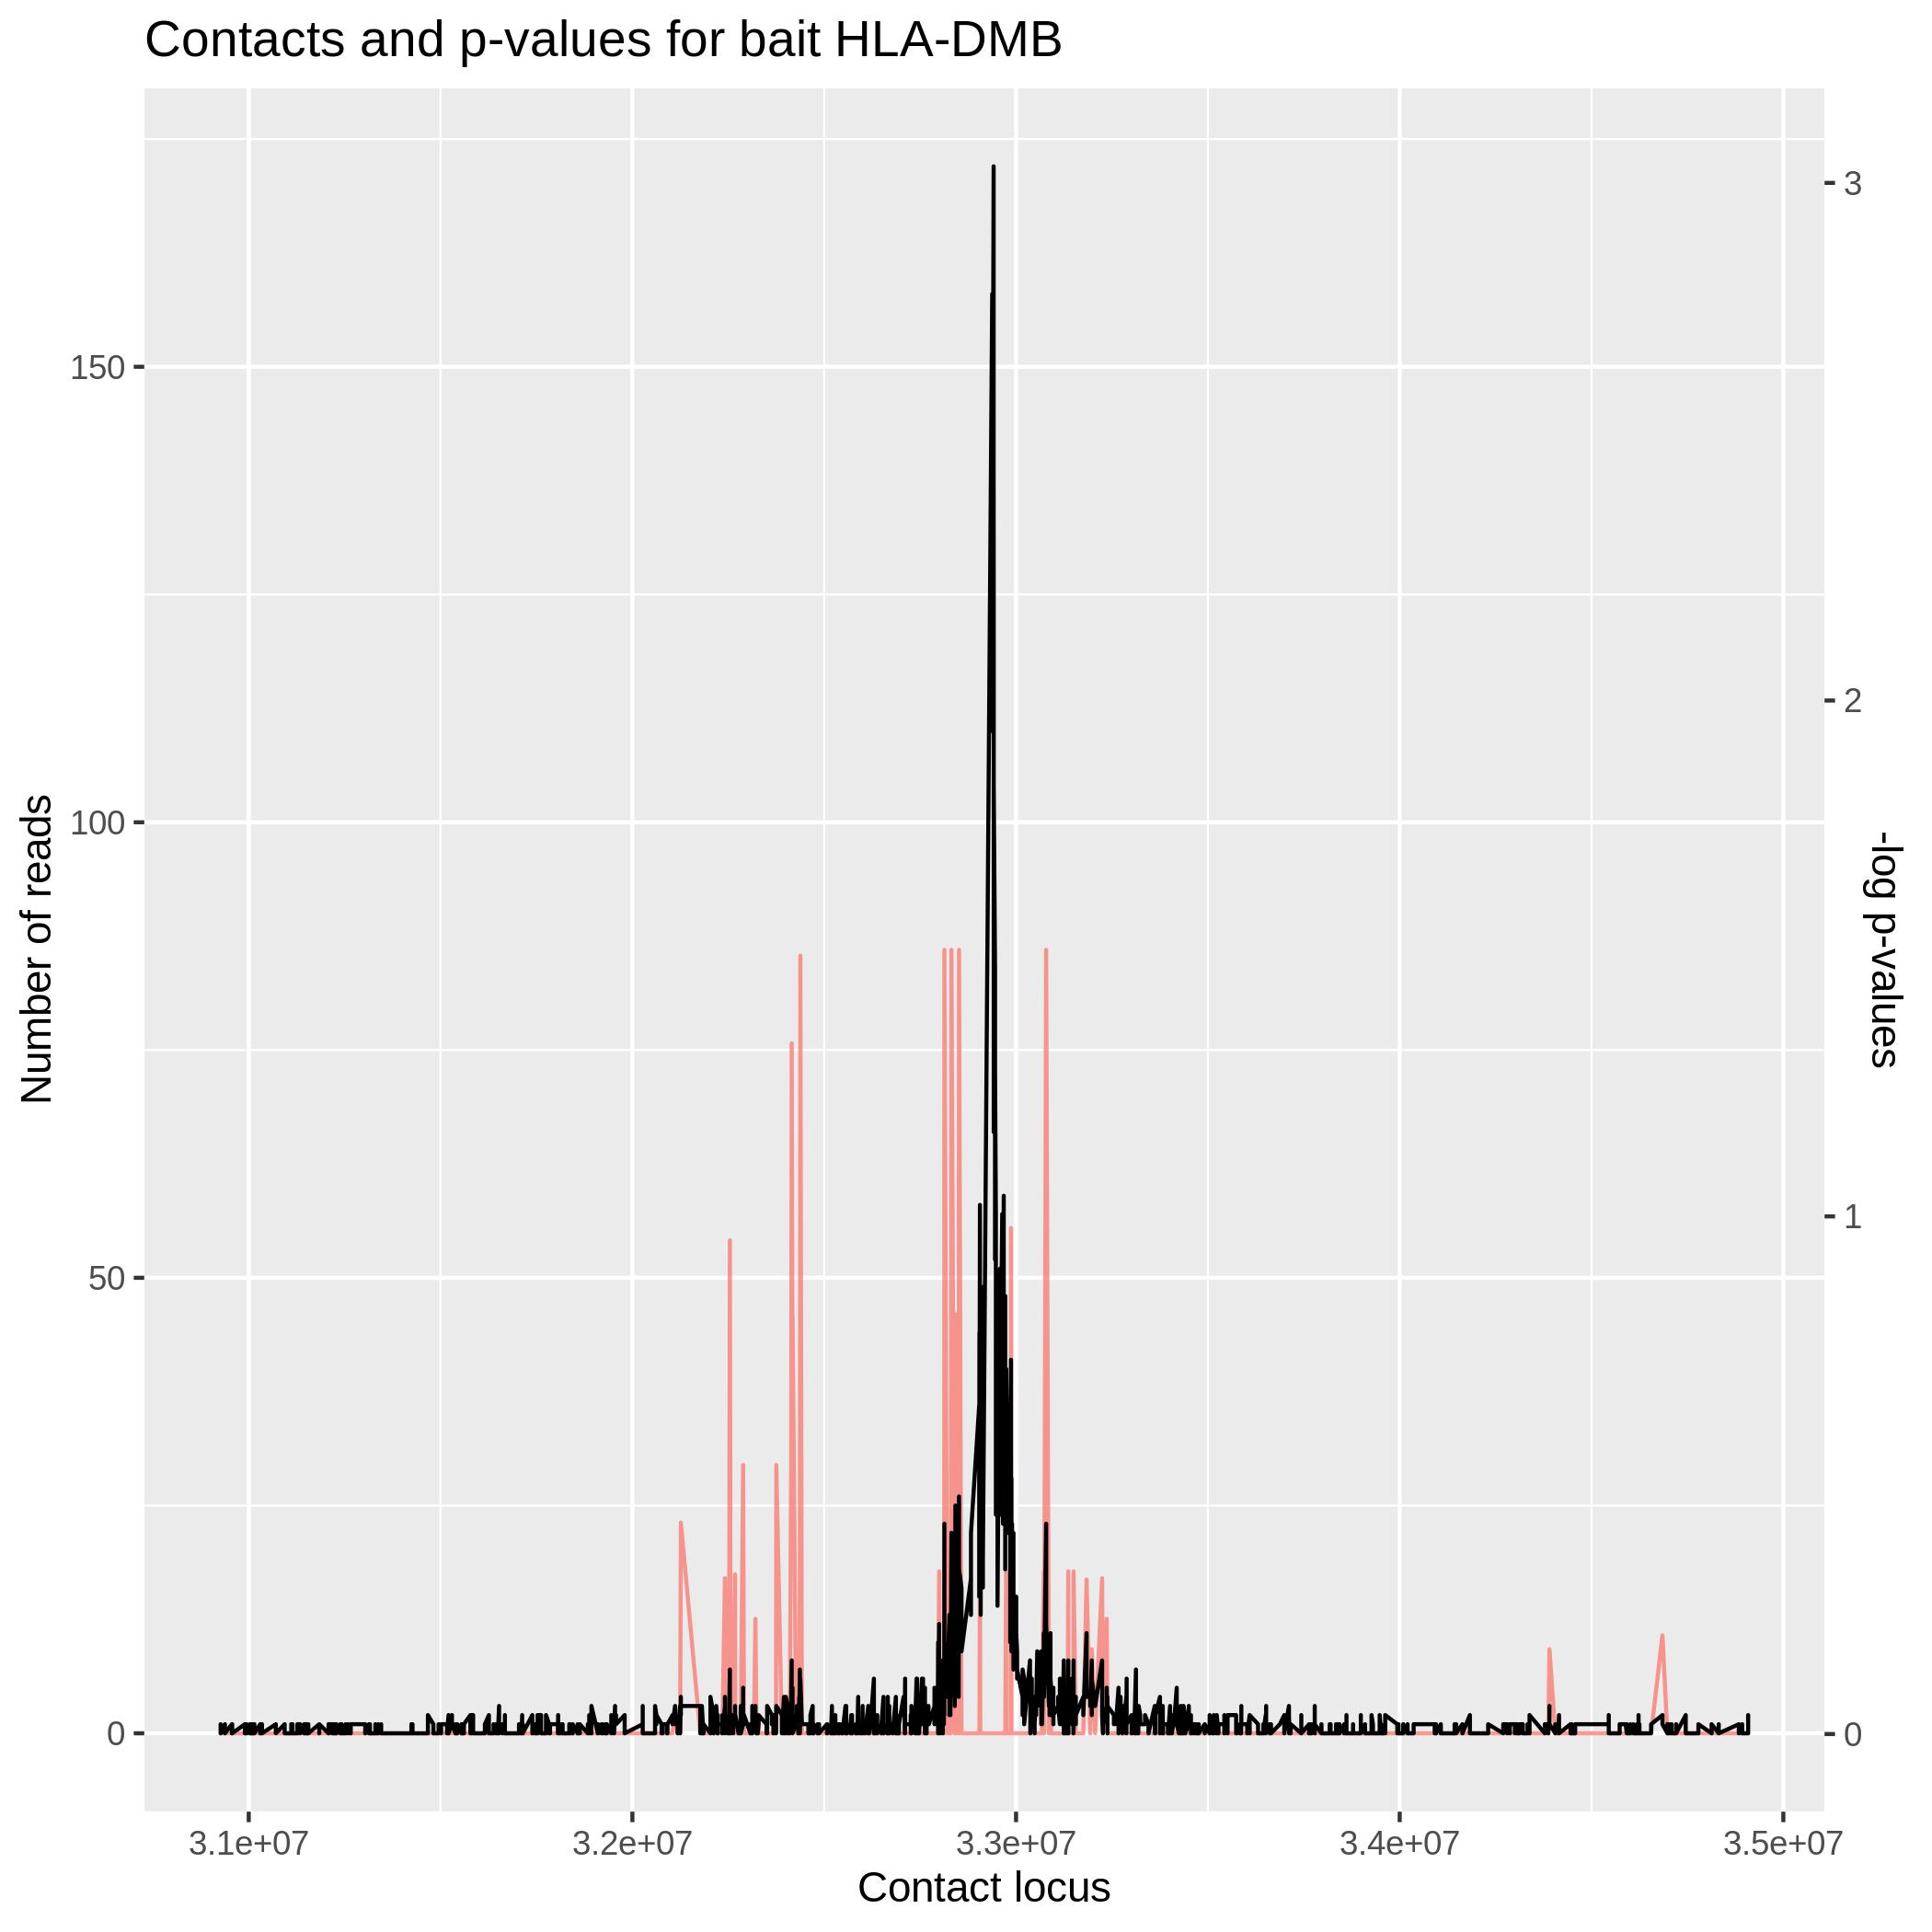 Contacts and p-values for bait HLA-DMB
Number of reads
150
100
50
0
3
2
1
0
-log p-values
3.1e+07 3.2e+07 3.3e+07 3.4e+07 3.5e+07
Contact locus